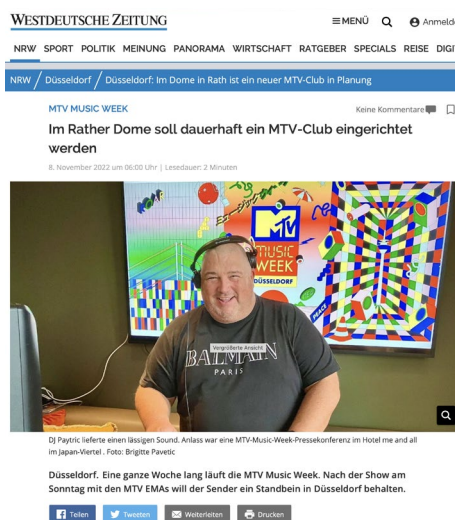 WESTDEUTSCHE ZEITUNG
MENÜ
Anmelde
NRW SPORT POLITIK MEINUNG PANORAMA WIRTSCHAFT RATGEBER SPECIALS REISE DIGI
NRW / Düsseldorf / Düsseldorf: Im Dome in Rath ist ein neuer MTV-Club in Planung
MTV MUSIC WEEK
Keine Kommentare
Im Rather Dome soll dauerhaft ein MTV-Club eingerichtet
werden
8. November 2022 um 06:00 Uhr | Lesedauer: 2 Minuten
MTV
MUSIC
WEEK
DÜSSELDORF
PEACE
Vergrößerte Ansicht
BALMAIN
PARIS
DJ Paytric lieferte einen lässigen Sound. Anlass war eine MTV-Music-Week-Pressekonferenz im Hotel me and all
im Japan-Viertel . Foto: Brigitte Pavetic
Düsseldorf. Eine ganze Woche lang läuft die MTV Music Week. Nach der Show am
Sonntag mit den MTV EMAs will der Sender ein Standbein in Düsseldorf behalten.
Teilen
Tweeten
Weiterleiten
Drucken